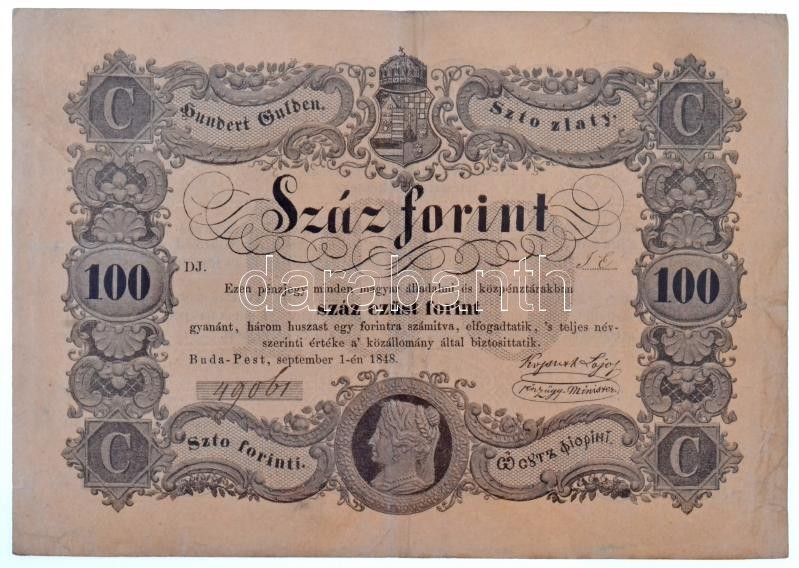 C
Hundert Gulden.
Szto zlaty.
C
Száz forint
100
DJ.
100
Ezen pénzjegy minden magyar álladalmi és közpénztárakban
száz ezüst forint
gyanánt, három huszast egy forintra számitva, elfogadtatik, 's teljes név-
szerinti értéke a' közállomány által biztosittatik.
Buda-Pest, september 1-én 1848.
Kossuth Lajos
49061
pénzügy-Minister.
C
Szto forinti.
C
darabanth